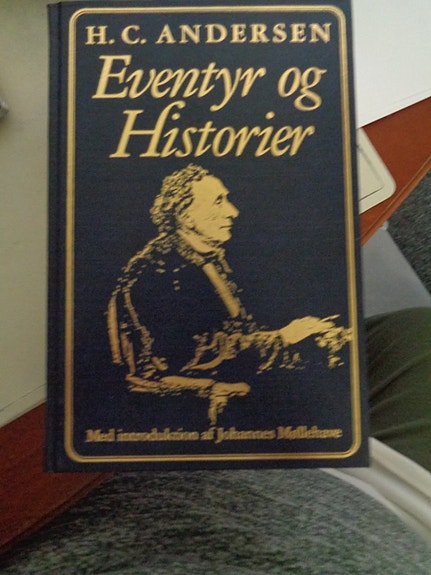 H. C. ANDERSEN
Eventyr og
Historier
Med introduktion af Johannes Møllehave